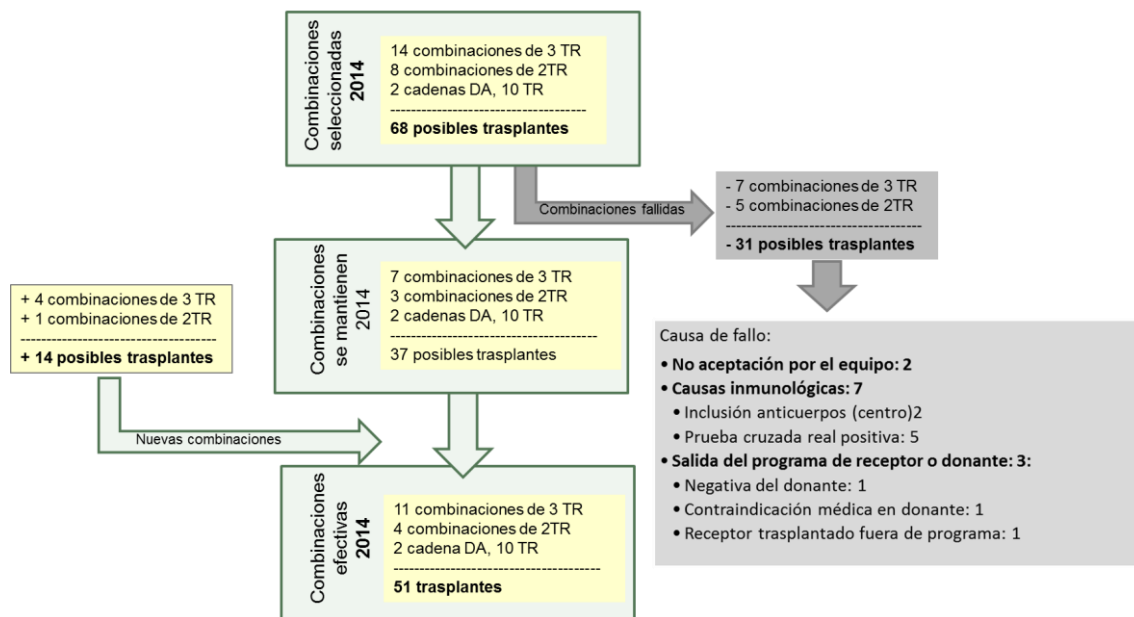 Combinaciones
seleccionadas
2014
14 combinaciones de 3 TR
8 combinaciones de 2TR
2 cadenas DA, 10 TR
--------------------------------------
68 posibles trasplantes
Combinaciones fallidas
- 7 combinaciones de 3 TR
- 5 combinaciones de 2TR
--------------------------------------
- 31 posibles trasplantes
Combinaciones
se mantienen
2014
7 combinaciones de 3 TR
3 combinaciones de 2TR
2 cadenas DA, 10 TR
----------------------------------------
37 posibles trasplantes
+ 4 combinaciones de 3 TR
+ 1 combinaciones de 2TR
--------------------------------------
+ 14 posibles trasplantes
Nuevas combinaciones
Causa de fallo:
• No aceptación por el equipo: 2
• Causas inmunológicas: 7
• Inclusión anticuerpos (centro)2
• Prueba cruzada real positiva: 5
• Salida del programa de receptor o donante: 3:
• Negativa del donante: 1
• Contraindicación médica en donante: 1
• Receptor trasplantado fuera de programa: 1
Combinaciones
efectivas
2014
11 combinaciones de 3 TR
4 combinaciones de 2TR
2 cadena DA, 10 TR
----------------------------------------
51 trasplantes